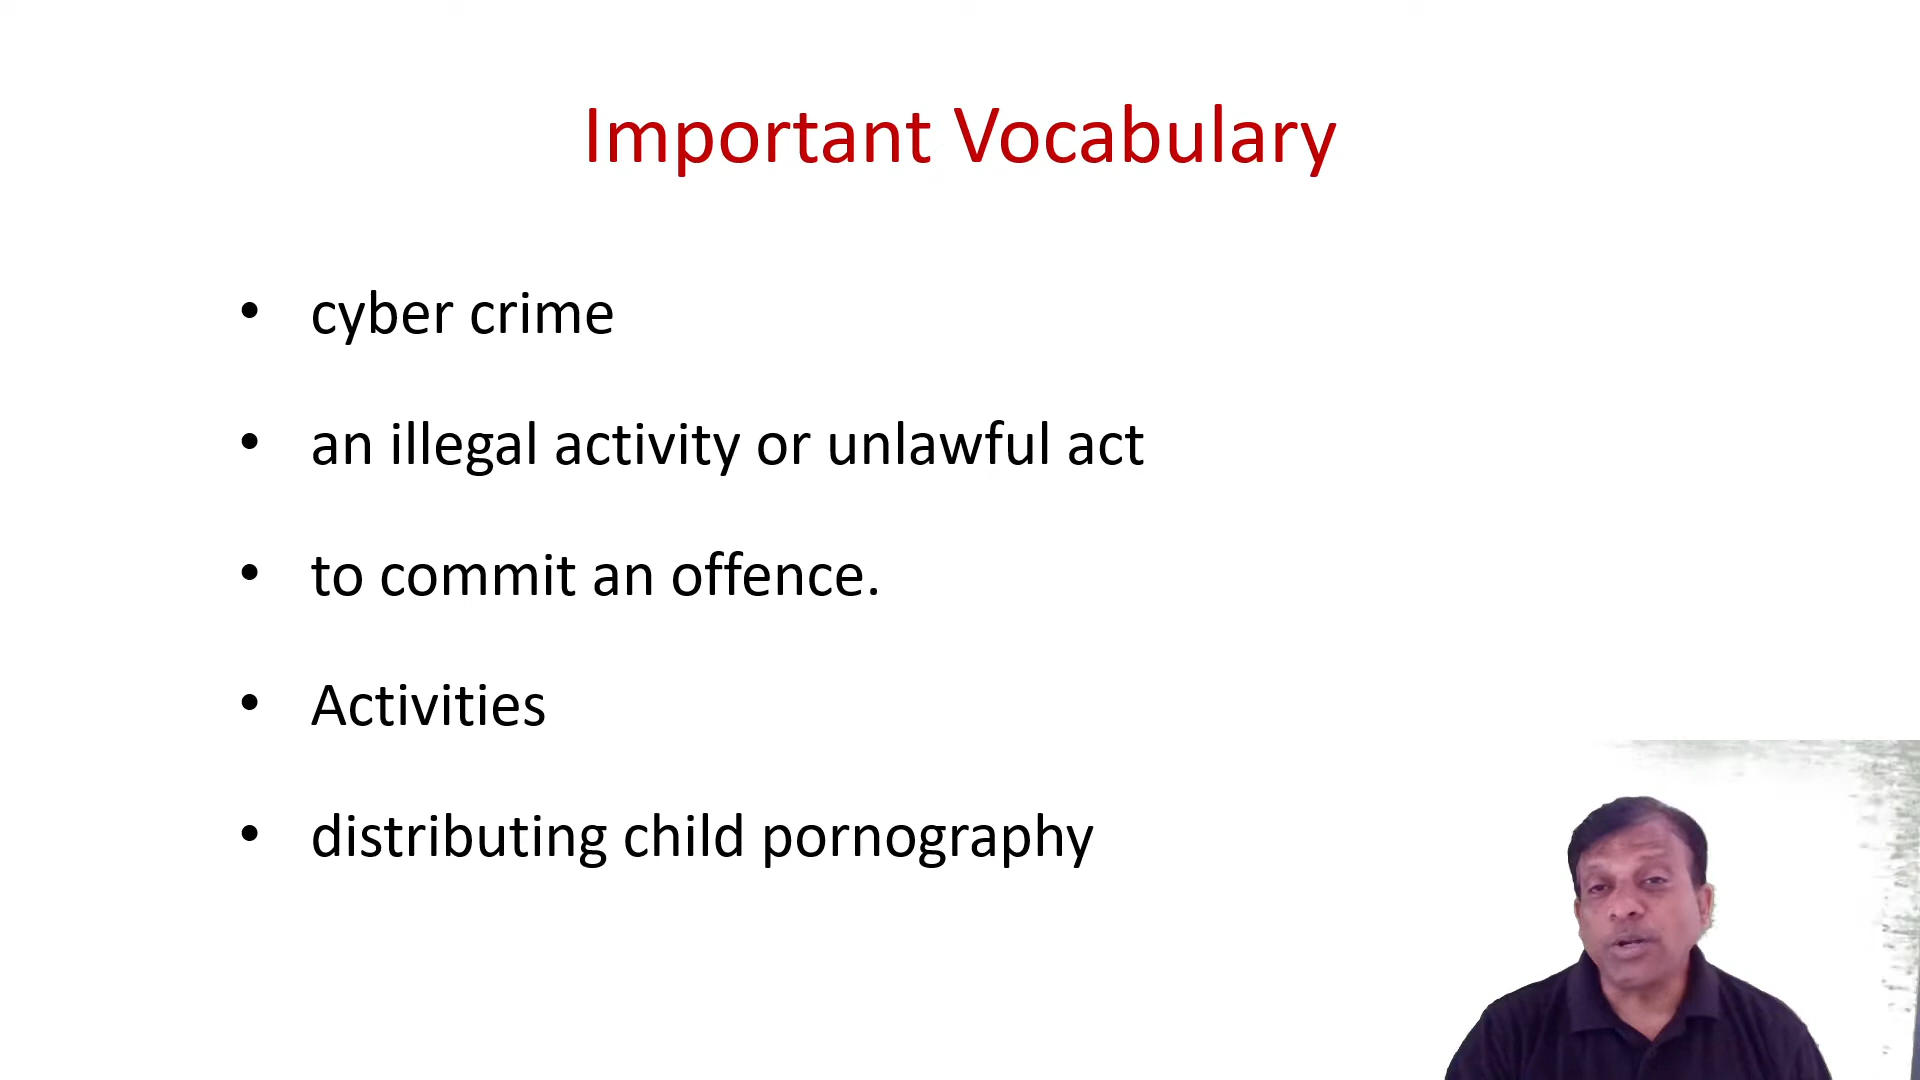 Important Vocabulary
• cyber crime
• an illegal activity or unlawful act
• to commit an offence.
• Activities
• distributing child pornography